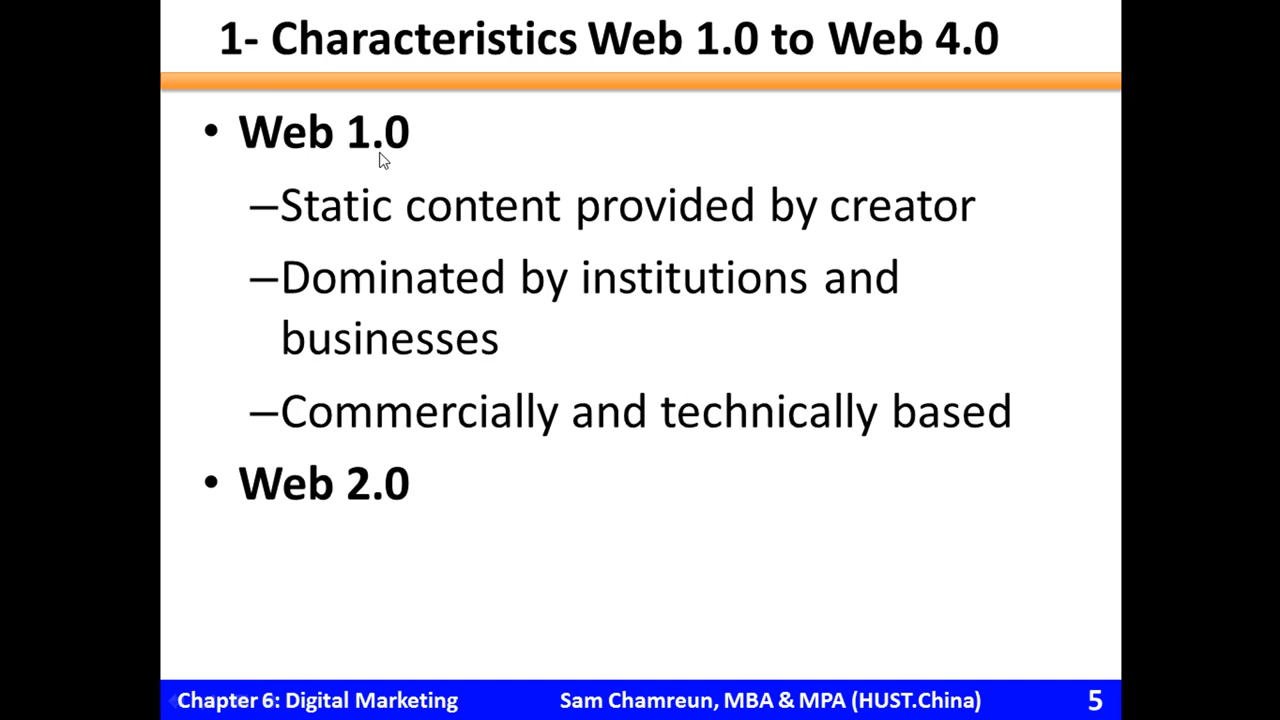 1- Characteristics Web 1.0 to Web 4.0
• Web 1.0
–Static content provided by creator
–Dominated by institutions and
businesses
–Commercially and technically based
• Web 2.0
Chapter 6: Digital Marketing Sam Chamreun, MBA & MPA (HUST.China) 5